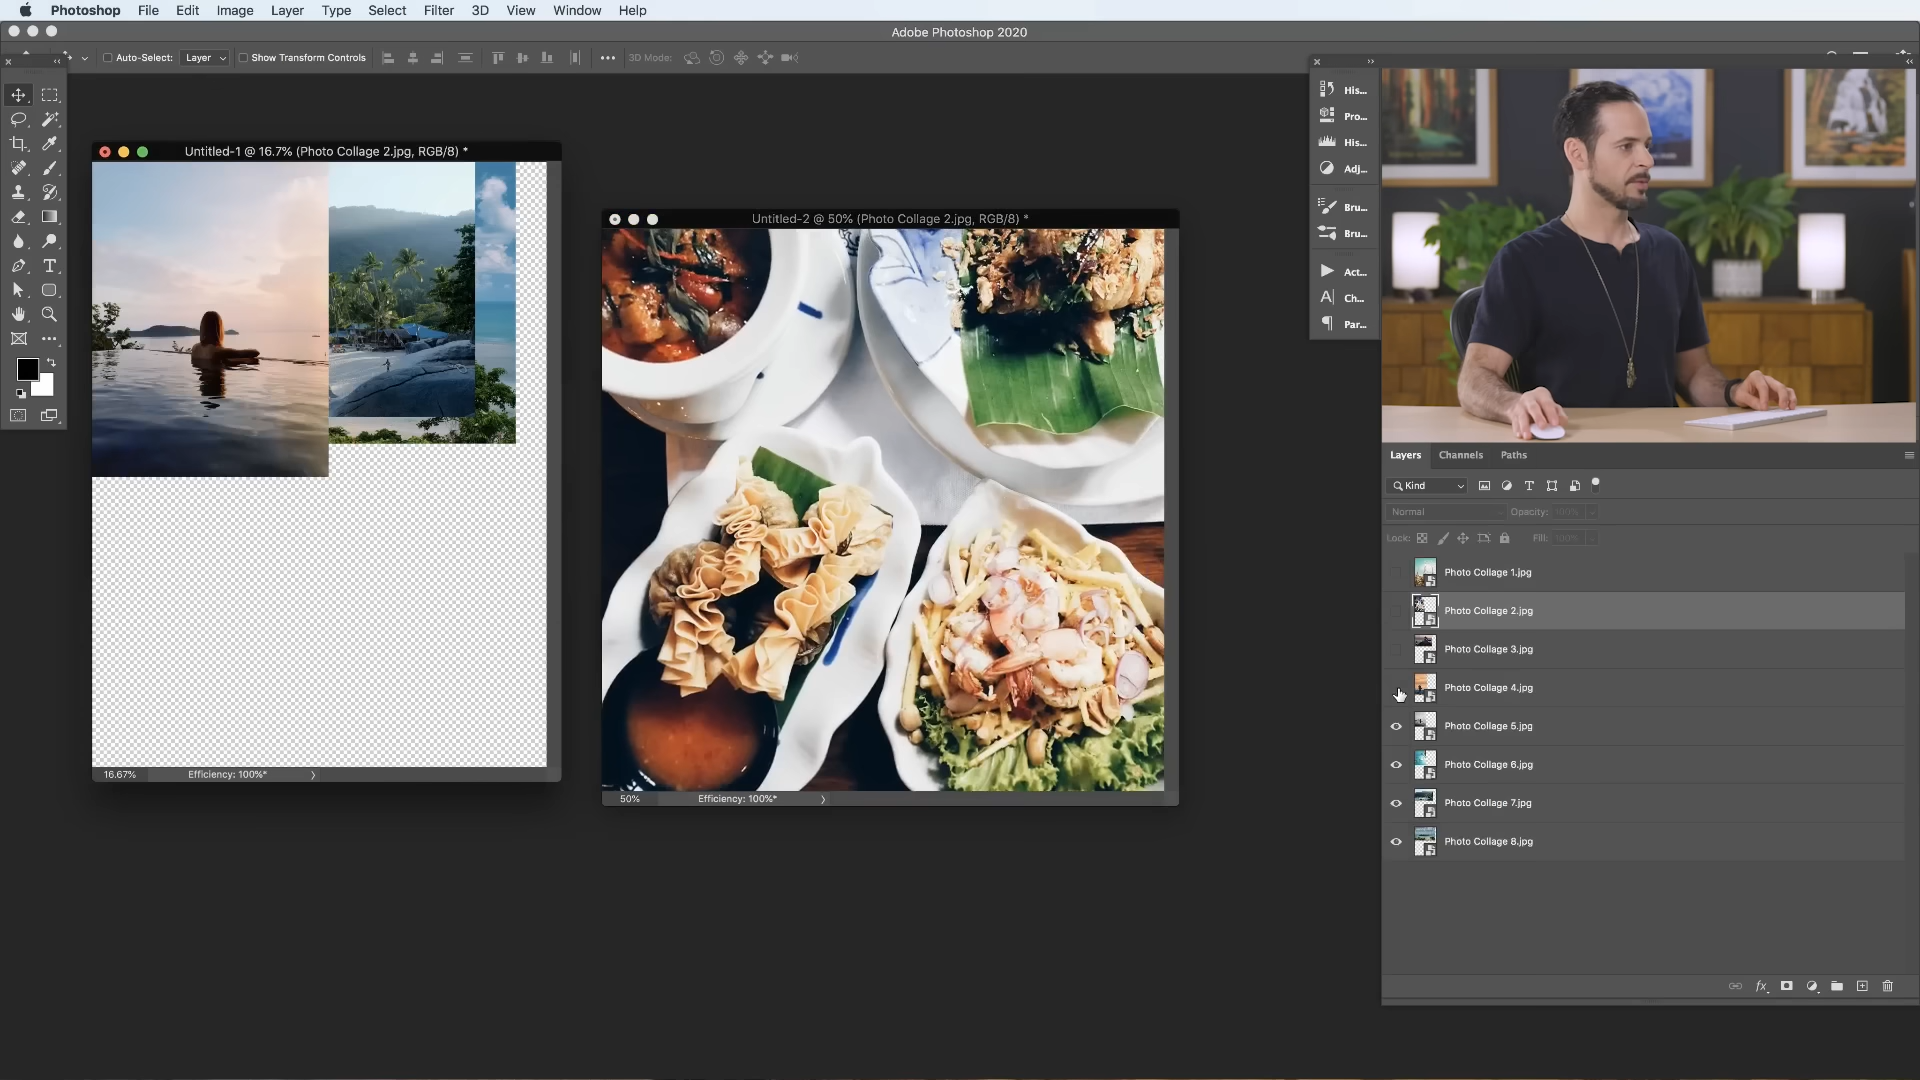 Photoshop File Edit Image Layer Type Select Filter 3D View Window Help
Adobe Photoshop 2020
Auto-Select: Layer Show Transform Controls 3D Mode:
His...
Pro...
His...
Adj...
Bru...
Bru...
Act...
Ch...
Par...
Untitled-1 @ 16.7% (Photo Collage 2.jpg, RGB/8) *
16.67% Efficiency: 100%*
Untitled-2 @ 50% (Photo Collage 2.jpg, RGB/8) *
50% Efficiency: 100%*
Layers Channels Paths
Kind
Normal Opacity: 100%
Lock: Fill: 100%
Photo Collage 1.jpg
Photo Collage 2.jpg
Photo Collage 3.jpg
Photo Collage 4.jpg
Photo Collage 5.jpg
Photo Collage 6.jpg
Photo Collage 7.jpg
Photo Collage 8.jpg
fx